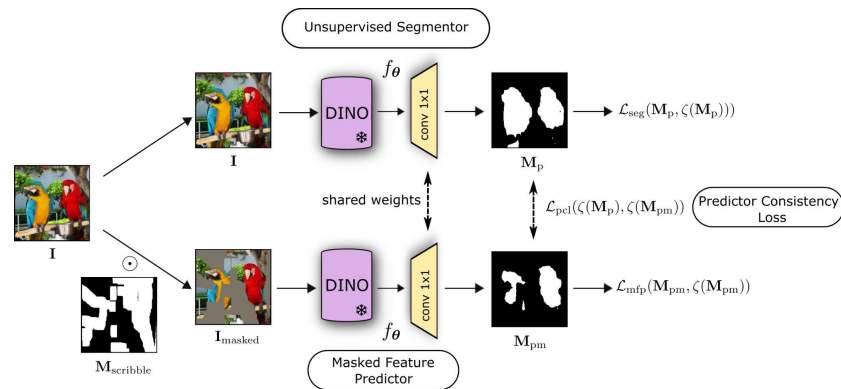 Unsupervised Segmentor
f_θ
DINO
conv 1x1
I
M_p
L_seg(M_p, ζ(M_p)))
I
shared weights
L_pcl(ζ(M_p), ζ(M_pm))
Predictor Consistency
Loss
⊙
M_scribble
I_masked
DINO
conv 1x1
f_θ
M_pm
L_mfp(M_pm, ζ(M_pm))
Masked Feature
Predictor